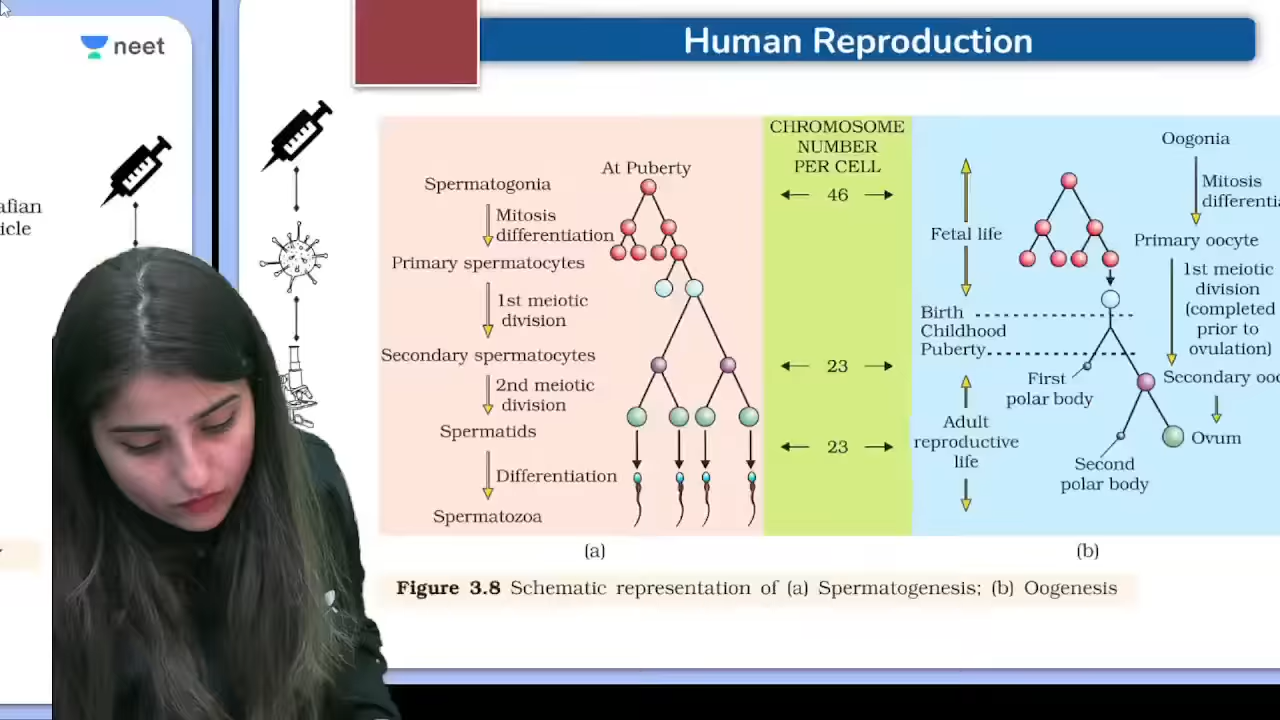 neet
afian
icle
Human Reproduction
Spermatogonia
At Puberty
Mitosis
differentiation
Primary spermatocytes
1st meiotic
division
Secondary spermatocytes
2nd meiotic
division
Spermatids
Differentiation
Spermatozoa
(a)
CHROMOSOME
NUMBER
PER CELL
46
23
23
Fetal life
Birth
Childhood
Puberty
Adult
reproductive
life
First
polar body
Second
polar body
Oogonia
Mitosis
differentia
Primary oocyte
1st meiotic
division
(completed
prior to
ovulation)
Secondary ooc
Ovum
(b)
Figure 3.8 Schematic representation of (a) Spermatogenesis; (b) Oogenesis